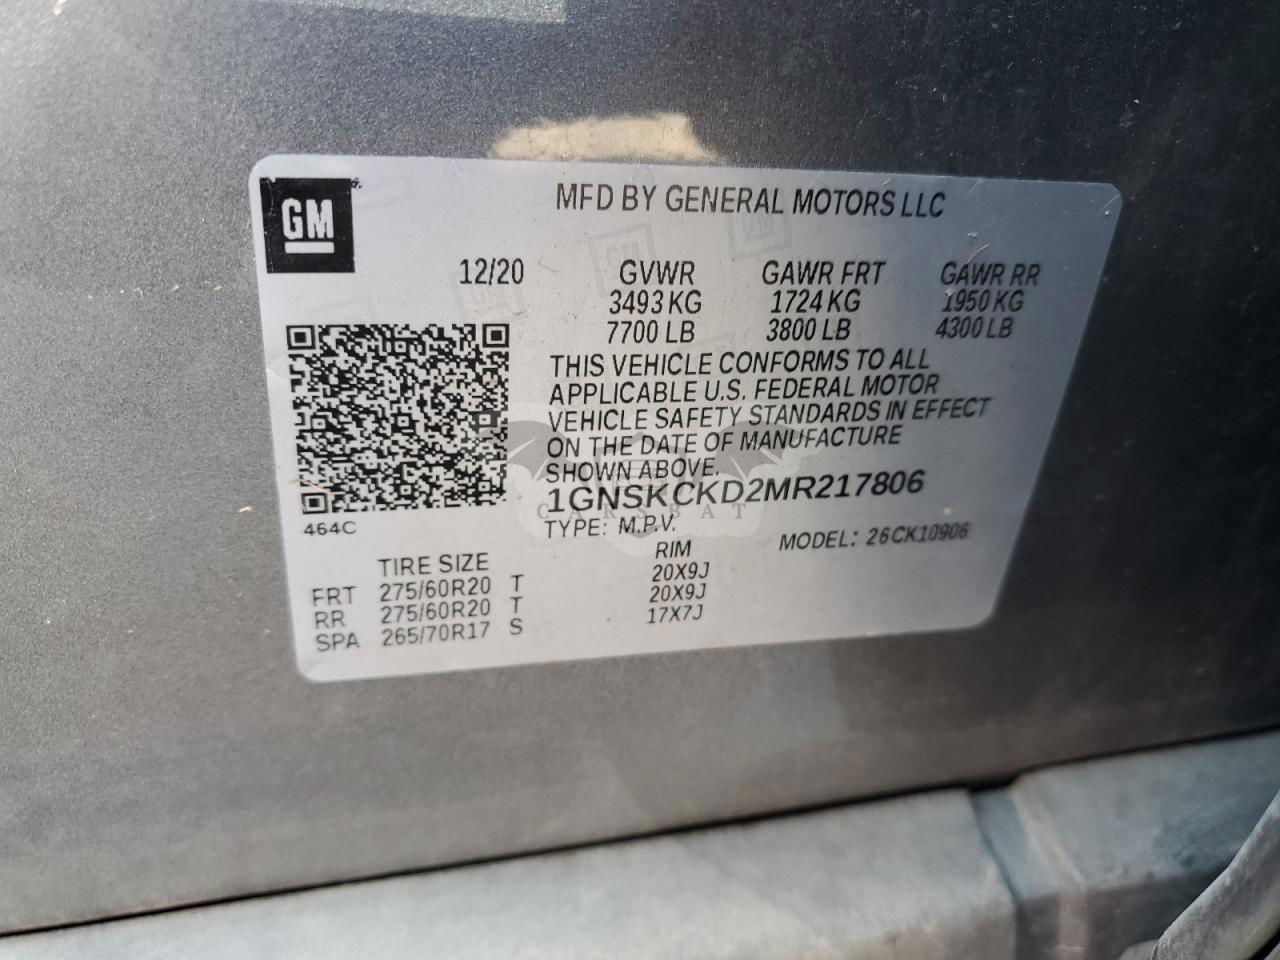 GM
MFD BY GENERAL MOTORS LLC
12/20 GVWR GAWR FRT GAWR RR
3493 KG 1724 KG 1950 KG
7700 LB 3800 LB 4300 LB
THIS VEHICLE CONFORMS TO ALL
APPLICABLE U.S. FEDERAL MOTOR
VEHICLE SAFETY STANDARDS IN EFFECT
ON THE DATE OF MANUFACTURE
SHOWN ABOVE.
1GNSKCKD2MR217806
CARSBAT
464C
TYPE: M.P.V. MODEL: 26CK10906
TIRE SIZE RIM
FRT 275/60R20 T 20X9J
RR 275/60R20 T 20X9J
SPA 265/70R17 S 17X7J